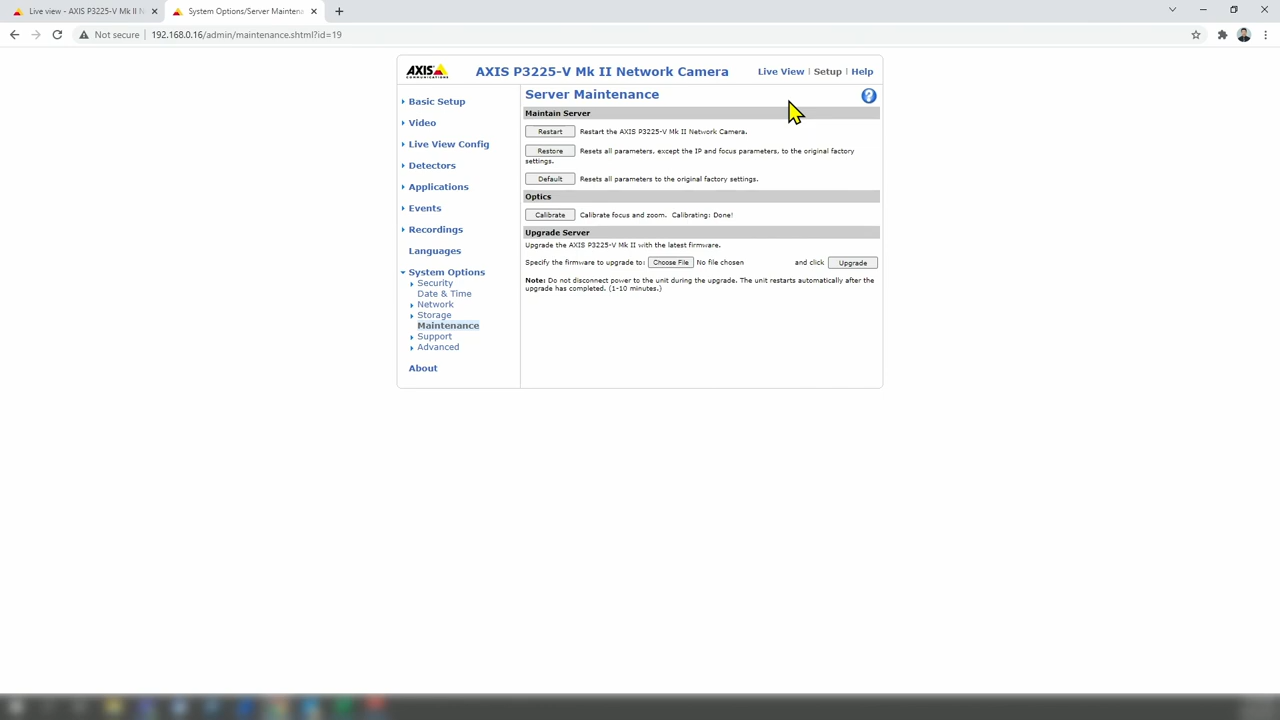 Live view - AXIS P3225-V Mk II N
System Options/Server Maintena
Not secure
192.168.0.16/admin/maintenance.shtml?id=19
AXIS
COMMUNICATIONS
AXIS P3225-V Mk II Network Camera
Live View | Setup | Help
Basic Setup
Video
Live View Config
Detectors
Applications
Events
Recordings
Languages
System Options
Security
Date & Time
Network
Storage
Maintenance
Support
Advanced
About
Server Maintenance
?
Maintain Server
Restart Restart the AXIS P3225-V Mk II Network Camera.
Restore Resets all parameters, except the IP and focus parameters, to the original factory
settings.
Default Resets all parameters to the original factory settings.
Optics
Calibrate Calibrate focus and zoom. Calibrating: Done!
Upgrade Server
Upgrade the AXIS P3225-V Mk II with the latest firmware.
Specify the firmware to upgrade to: Choose File No file chosen and click Upgrade
Note: Do not disconnect power to the unit during the upgrade. The unit restarts automatically after the
upgrade has completed. (1-10 minutes.)